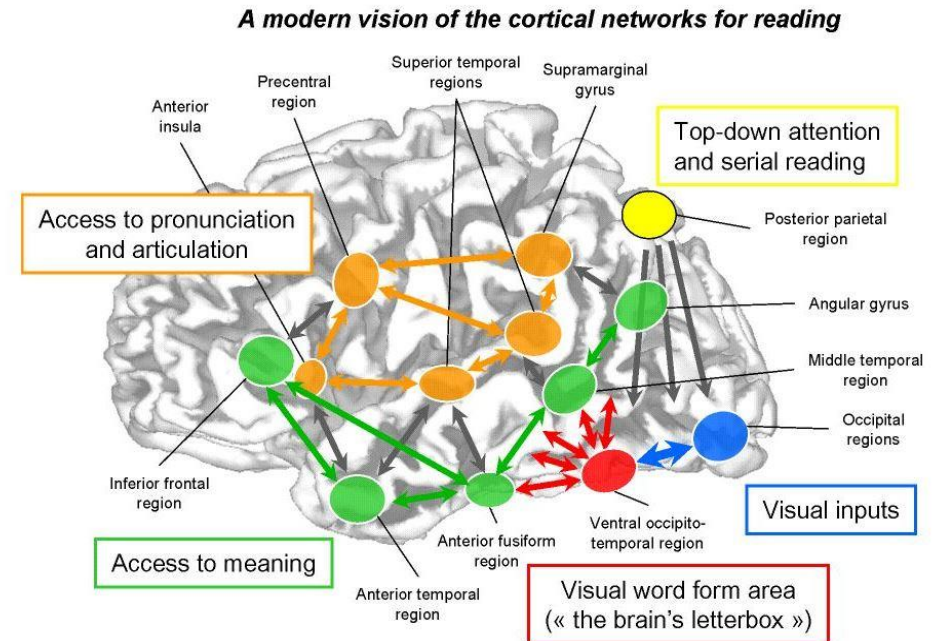 A modern vision of the cortical networks for reading
Superior temporal
regions
Supramarginal
gyrus
Precentral
region
Anterior
insula
Top-down attention
and serial reading
Access to pronunciation
and articulation
Posterior parietal
region
Angular gyrus
Middle temporal
region
Occipital
regions
Inferior frontal
region
Visual inputs
Ventral occipito-
temporal region
Anterior fusiform
region
Access to meaning
Anterior temporal
region
Visual word form area
(« the brain's letterbox »)